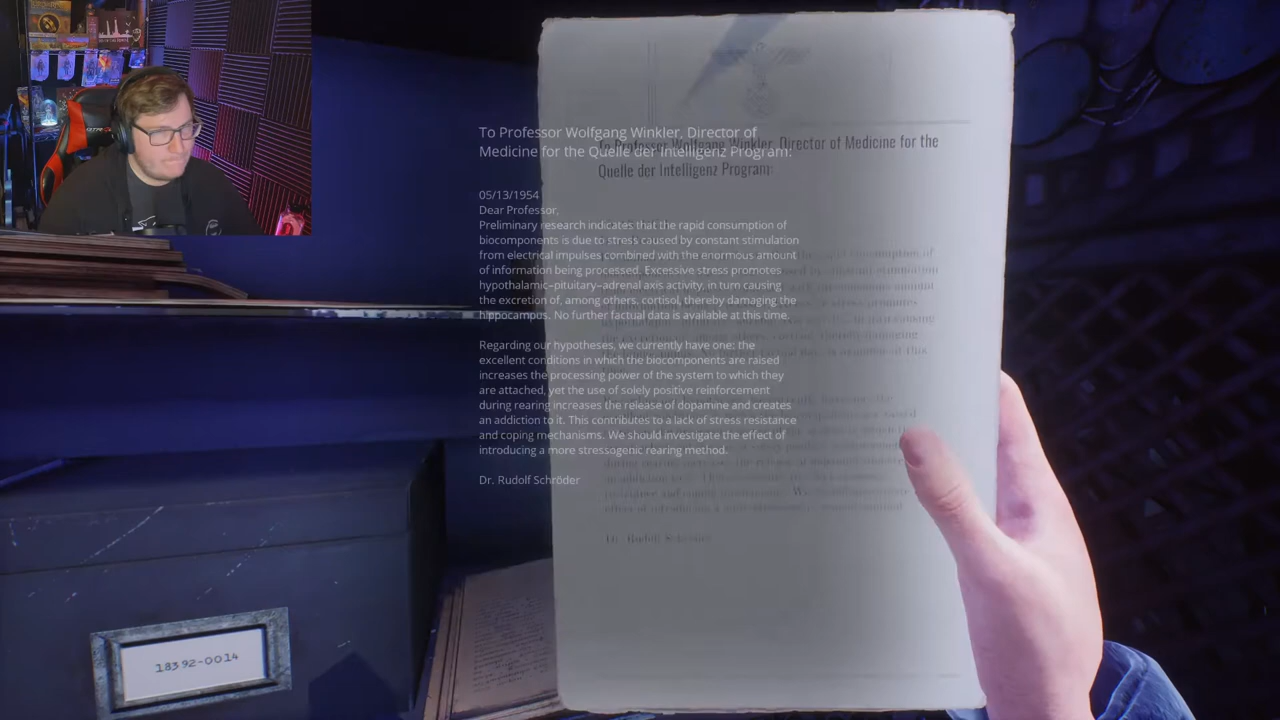 To Professor Wolfgang Winkler, Director of
Medicine for the Quelle der Intelligenz Program:
05/13/1954
Dear Professor,
Preliminary research indicates that the rapid consumption of
biocomponents is due to stress caused by constant stimulation
from electrical impulses combined with the enormous amount
of information being processed. Excessive stress promotes
hypothalamic–pituitary–adrenal axis activity, in turn causing
the excretion of, among others, cortisol, thereby damaging the
hippocampus. No further factual data is available at this time.
Regarding our hypotheses, we currently have one: the
excellent conditions in which the biocomponents are raised
increases the processing power of the system to which they
are attached, yet the use of solely positive reinforcement
during rearing increases the release of dopamine and creates
an addiction to it. This contributes to a lack of stress resistance
and coping mechanisms. We should investigate the effect of
introducing a more stressogenic rearing method.
Dr. Rudolf Schröder
To Professor Wolfgang Winkler, Director of Medicine for the
Quelle der Intelligenz Program:
Dr. Rudolf Schröder
18392-0014